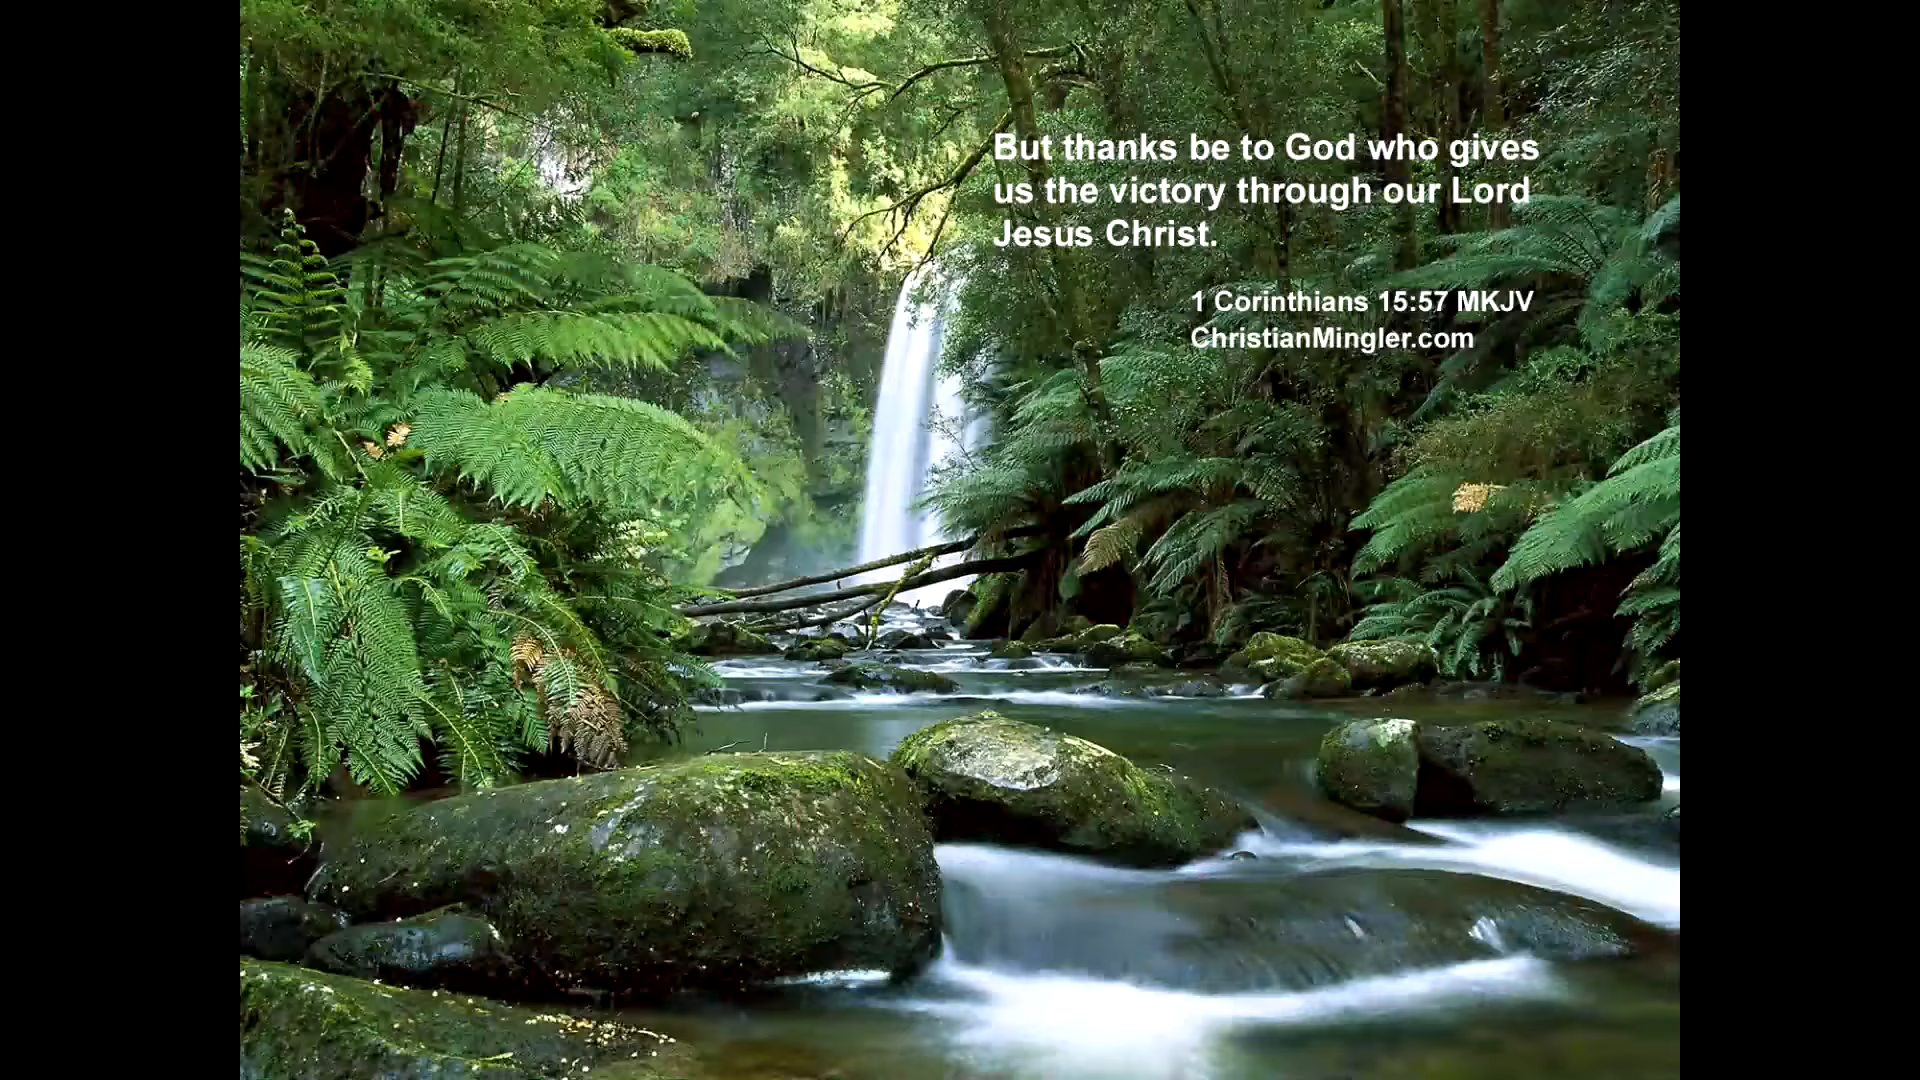 But thanks be to God who gives
us the victory through our Lord
Jesus Christ.
1 Corinthians 15:57 MKJV
ChristianMingler.com